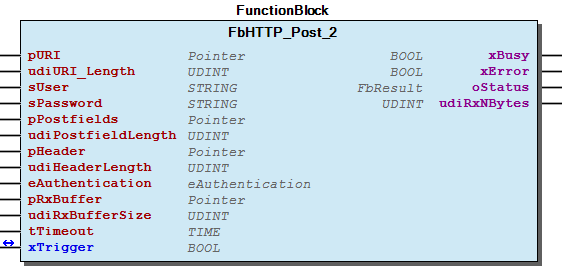 FunctionBlock
FbHTTP_Post_2
pURI Pointer BOOL xBusy
udiURI_Length UDINT BOOL xError
sUser STRING FbResult oStatus
sPassword STRING UDINT udiRxNBytes
pPostfields Pointer
udiPostfieldLength UDINT
pHeader Pointer
udiHeaderLength UDINT
eAuthentication eAuthentication
pRxBuffer Pointer
udiRxBufferSize UDINT
tTimeout TIME
xTrigger BOOL